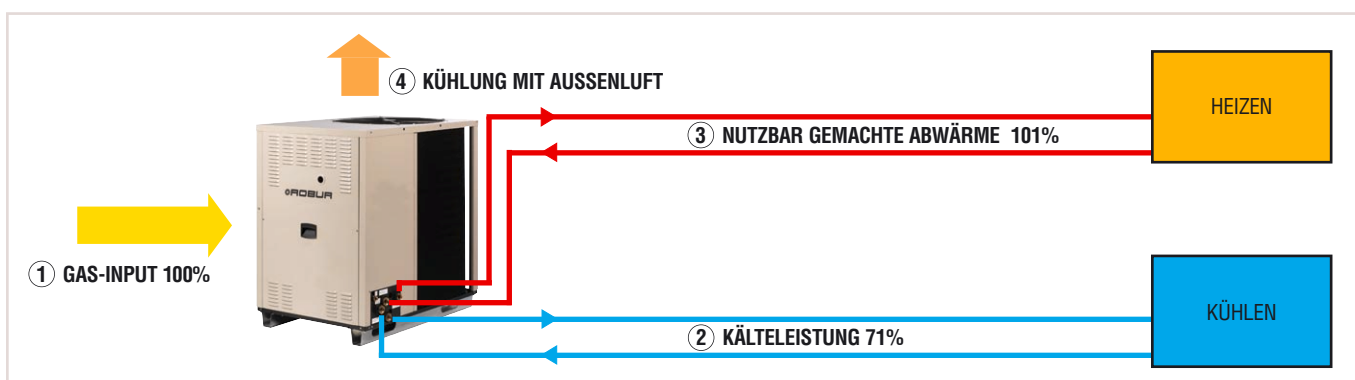 ④ KÜHLUNG MIT AUSSENLUFT
HEIZEN
③ NUTZBAR GEMACHTE ABWÄRME 101%
ROBUR
① GAS-INPUT 100%
KÜHLEN
② KÄLTELEISTUNG 71%